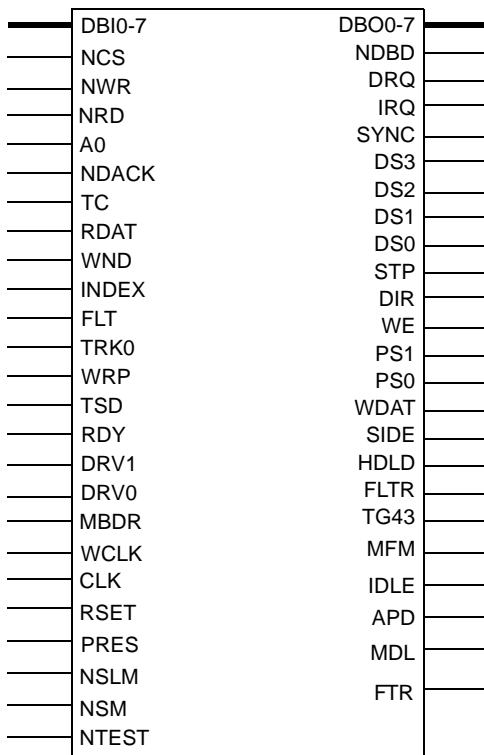 DBI0-7
NCS
NWR
NRD
A0
NDACK
TC
RDAT
WND
INDEX
FLT
TRK0
WRP
TSD
RDY
DRV1
DRV0
MBDR
WCLK
CLK
RSET
PRES
NSLM
NSM
NTEST
DBO0-7
NDBD
DRQ
IRQ
SYNC
DS3
DS2
DS1
DS0
STP
DIR
WE
PS1
PS0
WDAT
SIDE
HDLD
FLTR
TG43
MFM
IDLE
APD
MDL
FTR